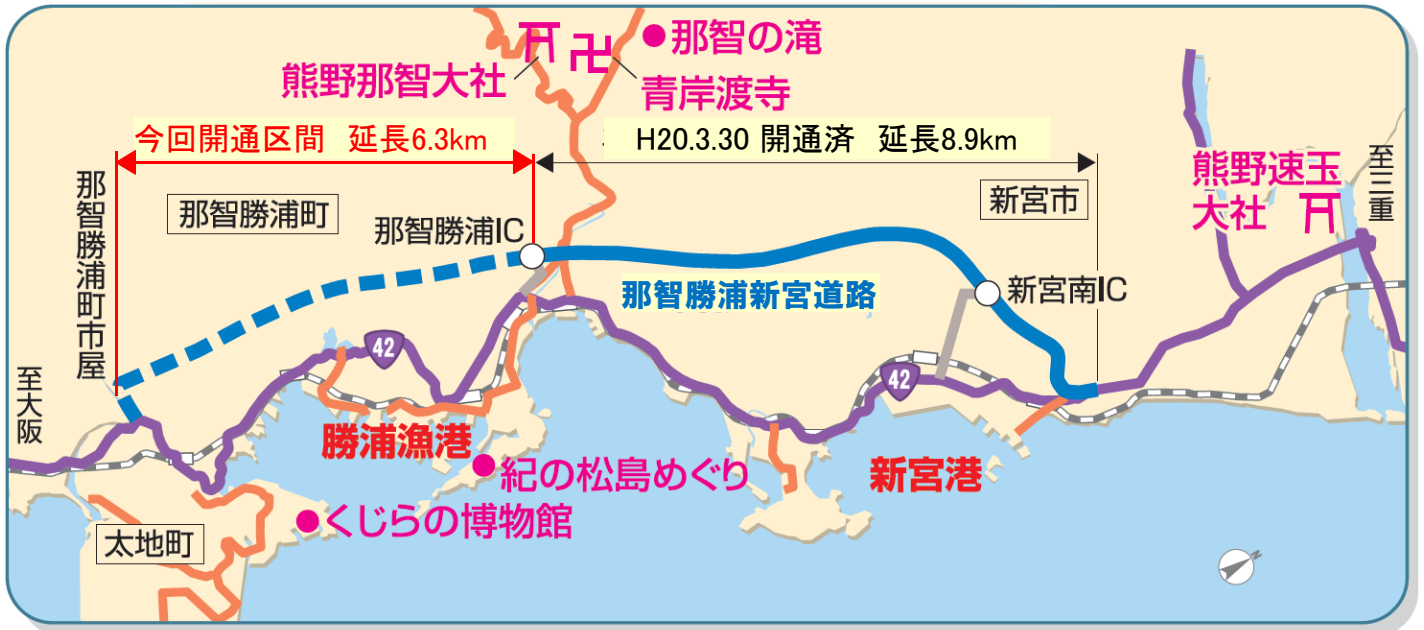 那智の滝
熊野那智大社
青岸渡寺
今回開通区間 延長6.3km
H20.3.30 開通済 延長8.9km
那智勝浦町市屋
那智勝浦町
那智勝浦IC
新宮市
熊野速玉
大社
至三重
那智勝浦新宮道路
新宮南IC
42
42
至大阪
勝浦漁港
紀の松島めぐり
新宮港
くじらの博物館
太地町
N